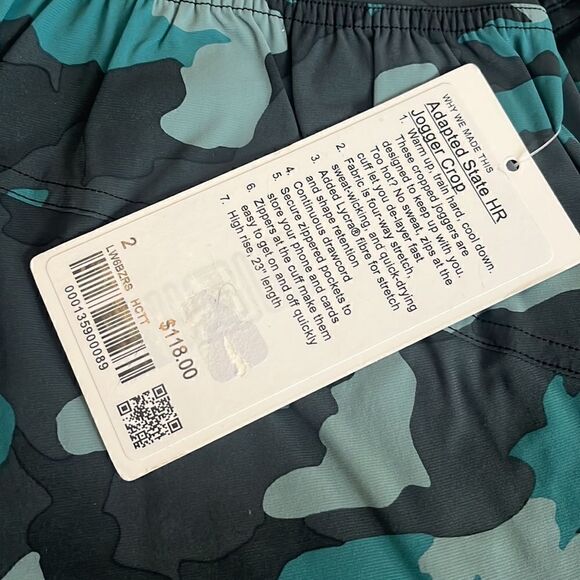 WHY WE MADE THIS
Adapted State HR
Jogger Crop
1. Warm up, train hard, cool down.
These cropped joggers are
designed to keep up with you.
Too hot? No sweat, zips at the
cuff let you de-layer fast
2. Fabric is four-way stretch,
sweat-wicking, and quick-drying
3. Added Lycra® fibre for stretch
and shape retention
4. Continuous drawcord
5. Secure zippered pockets to
store your phone and cards
6. Zippers at the cuff make them
easy to get on and off quickly
7. High rise, 23" length
2
LW6BZRS HCTT
000135900089
$118.00